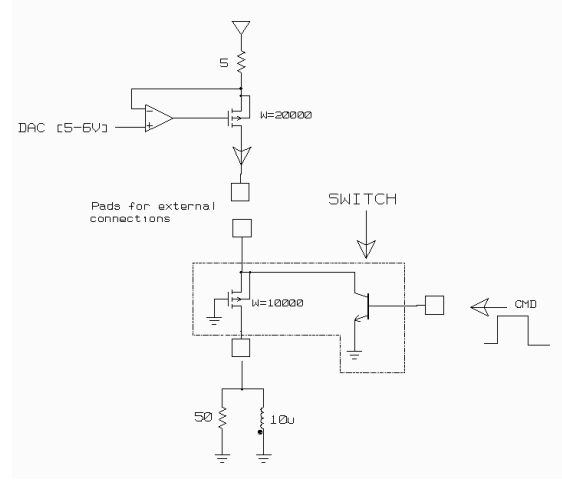 5
W=20000
DAC [5-6V]
Pads for external
connections
SWITCH
W=10000
CMD
50
10u